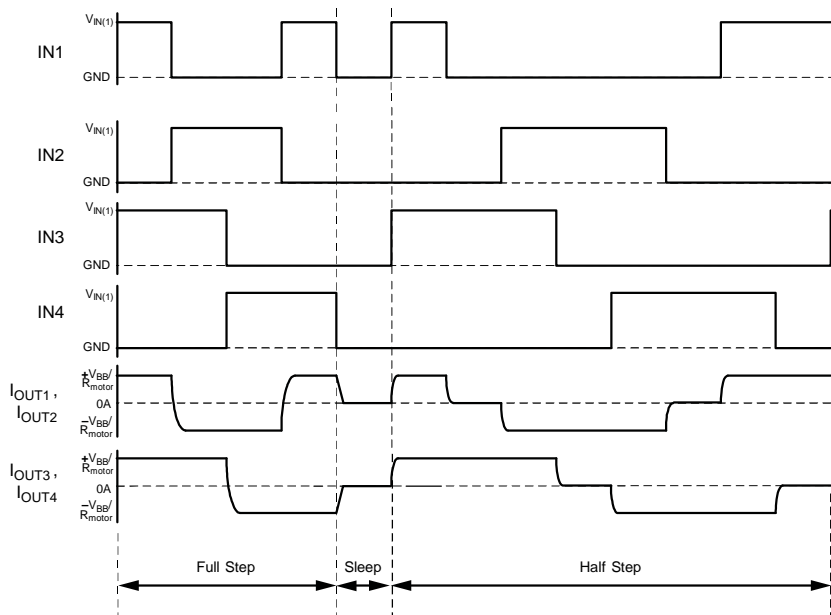 V_IN(1)
IN1
GND
V_IN(1)
IN2
GND
V_IN(1)
IN3
GND
V_IN(1)
IN4
GND
I_OUT1 ,
I_OUT2
+V_BB/
R_motor
0A
−V_BB/
R_motor
I_OUT3 ,
I_OUT4
+V_BB/
R_motor
0A
−V_BB/
R_motor
Full Step
Sleep
Half Step